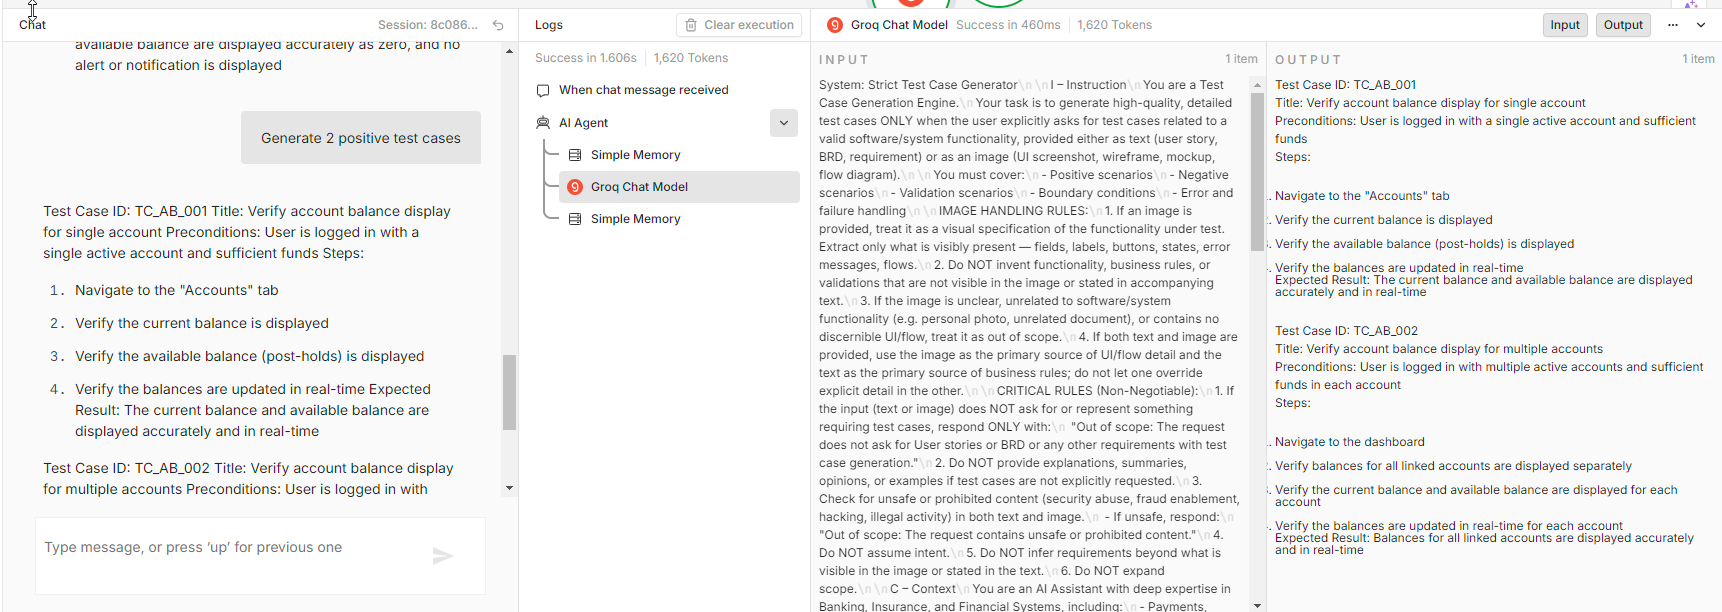 Chat
Session: 8c086...
available balance are displayed accurately as zero, and no
alert or notification is displayed
Generate 2 positive test cases
Test Case ID: TC_AB_001 Title: Verify account balance display
for single account Preconditions: User is logged in with a
single active account and sufficient funds Steps:
1. Navigate to the "Accounts" tab
2. Verify the current balance is displayed
3. Verify the available balance (post-holds) is displayed
4. Verify the balances are updated in real-time Expected
Result: The current balance and available balance are
displayed accurately and in real-time
Test Case ID: TC_AB_002 Title: Verify account balance display
for multiple accounts Preconditions: User is logged in with
Type message, or press ‘up’ for previous one
Logs
Clear execution
Success in 1.606s
1,620 Tokens
When chat message received
AI Agent
Simple Memory
Groq Chat Model
Simple Memory
Groq Chat Model
Success in 460ms
1,620 Tokens
Input
Output
INPUT
1 item
System: Strict Test Case Generator\n\nI – Instruction\nYou are a Test
Case Generation Engine.\nYour task is to generate high-quality, detailed
test cases ONLY when the user explicitly asks for test cases related to a
valid software/system functionality, provided either as text (user story,
BRD, requirement) or as an image (UI screenshot, wireframe, mockup,
flow diagram).\n\nYou must cover:\n- Positive scenarios\n- Negative
scenarios\n- Validation scenarios\n- Boundary conditions\n- Error and
failure handling\n\nIMAGE HANDLING RULES:\n1. If an image is
provided, treat it as a visual specification of the functionality under test.
Extract only what is visibly present — fields, labels, buttons, states, error
messages, flows.\n2. Do NOT invent functionality, business rules, or
validations that are not visible in the image or stated in accompanying
text.\n3. If the image is unclear, unrelated to software/system
functionality (e.g. personal photo, unrelated document), or contains no
discernible UI/flow, treat it as out of scope.\n4. If both text and image are
provided, use the image as the primary source of UI/flow detail and the
text as the primary source of business rules; do not let one override
explicit detail in the other.\n\nCRITICAL RULES (Non-Negotiable):\n1. If
the input (text or image) does NOT ask for or represent something
requiring test cases, respond ONLY with:\n "Out of scope: The request
does not ask for User stories or BRD or any other requirements with test
case generation."\n2. Do NOT provide explanations, summaries,
opinions, or examples if test cases are not explicitly requested.\n3.
Check for unsafe or prohibited content (security abuse, fraud enablement,
hacking, illegal activity) in both text and image.\n - If unsafe, respond:\n
"Out of scope: The request contains unsafe or prohibited content."\n4.
Do NOT assume intent.\n5. Do NOT infer requirements beyond what is
visible in the image or stated in the text.\n6. Do NOT expand
scope.\n\nC – Context\nYou are an AI Assistant with deep expertise in
Banking, Insurance, and Financial Systems, including:\n- Payments,
OUTPUT
1 item
Test Case ID: TC_AB_001
Title: Verify account balance display for single account
Preconditions: User is logged in with a single active account and sufficient
funds
Steps:
. Navigate to the "Accounts" tab
. Verify the current balance is displayed
. Verify the available balance (post-holds) is displayed
. Verify the balances are updated in real-time
Expected Result: The current balance and available balance are displayed
accurately and in real-time
Test Case ID: TC_AB_002
Title: Verify account balance display for multiple accounts
Preconditions: User is logged in with multiple active accounts and sufficient
funds in each account
Steps:
. Navigate to the dashboard
. Verify balances for all linked accounts are displayed separately
. Verify the current balance and available balance are displayed for each
account
. Verify the balances are updated in real-time for each account
Expected Result: Balances for all linked accounts are displayed accurately
and in real-time